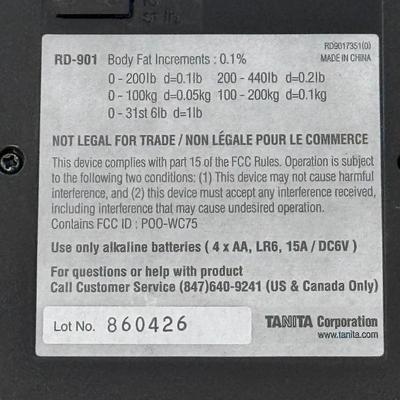 st lb
RD9017351(0)
RD-901 Body Fat Increments : 0.1%
MADE IN CHINA
0 - 200lb d=0.1lb 200 - 440lb d=0.2lb
0 - 100kg d=0.05kg 100 - 200kg d=0.1kg
0 - 31st 6lb d=1lb
NOT LEGAL FOR TRADE / NON LÉGALE POUR LE COMMERCE
This device complies with part 15 of the FCC Rules. Operation is subject
to the following two conditions: (1) This device may not cause harmful
interference, and (2) this device must accept any interference received,
including interference that may cause undesired operation.
Contains FCC ID : POO-WC75
Use only alkaline batteries ( 4 x AA, LR6, 15A / DC6V )
For questions or help with product
Call Customer Service (847)640-9241 (US & Canada Only)
Lot No. 860426
TANITA Corporation
www.tanita.com